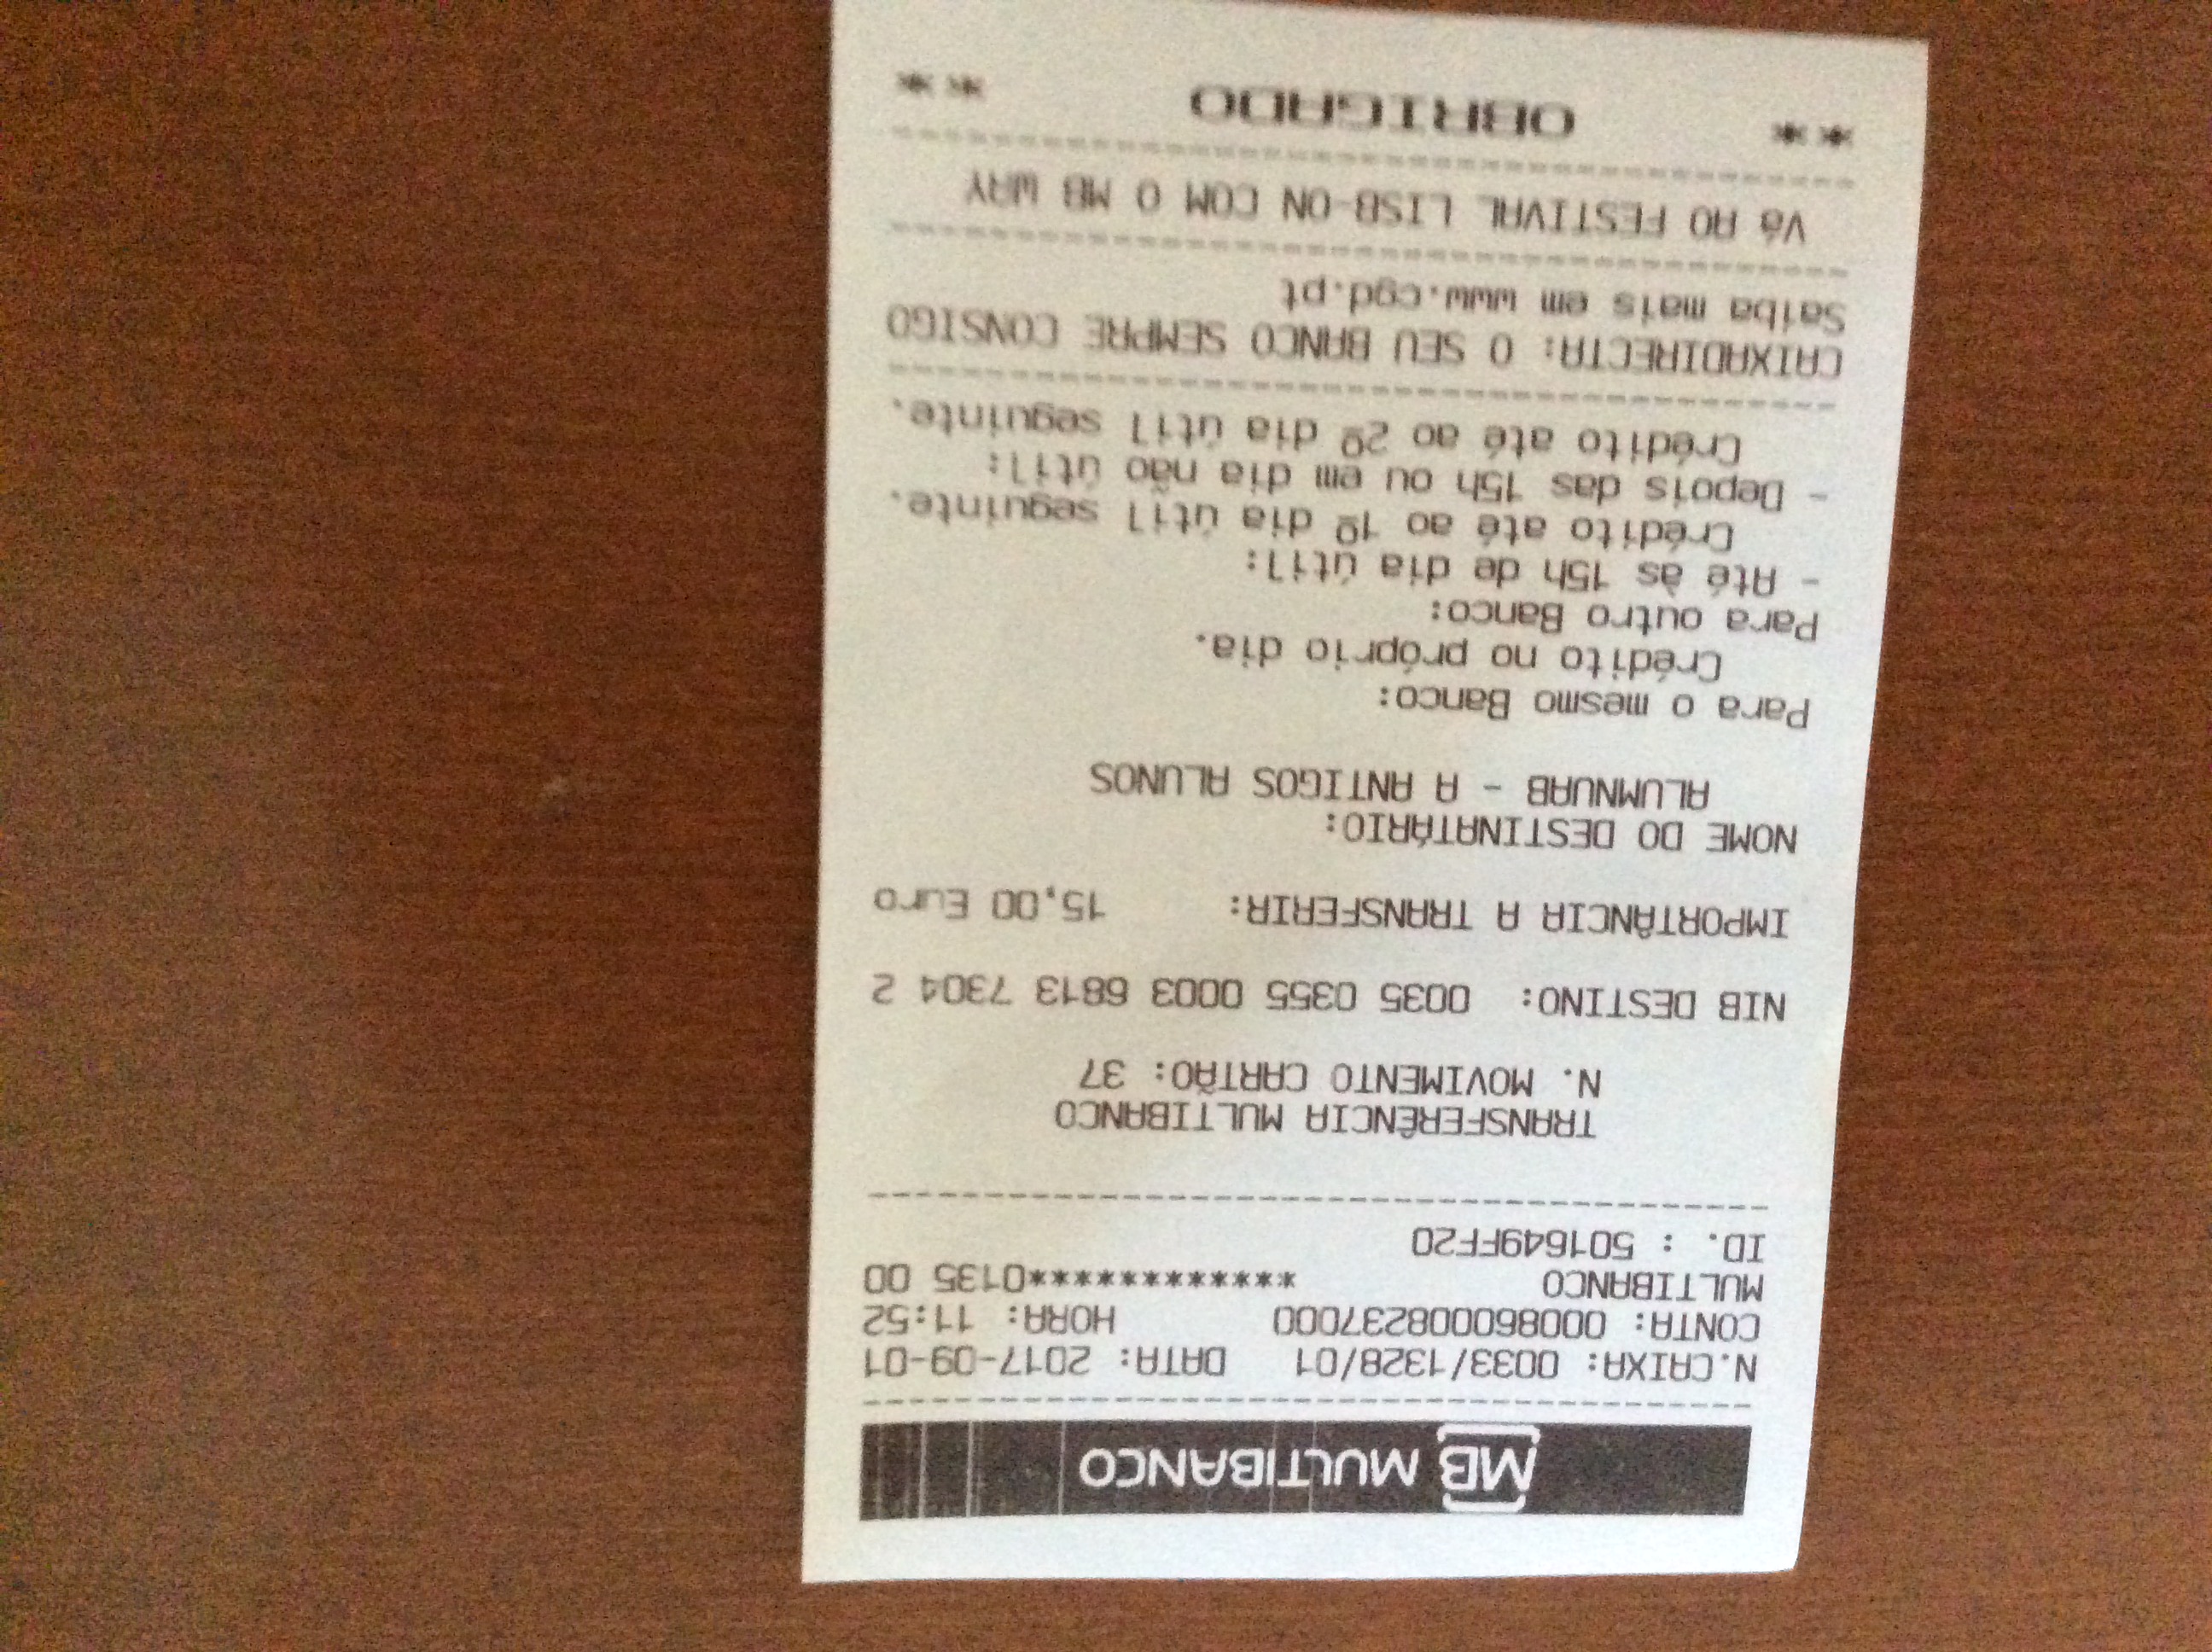 MB MULTIBANCO
N.CAIXA: 0033/1328/01 DATA: 2017-09-01
CONTA: 000860008237000 HORA: 11:52
MULTIBANCO *************0135 00
ID. : 501649FF20
TRANSFERÊNCIA MULTIBANCO
N. MOVIMENTO CARTÃO: 37
NIB DESTINO: 0035 0355 0003 6813 7304 2
IMPORTÂNCIA A TRANSFERIR: 15,00 Euro
NOME DO DESTINATÁRIO:
ALUMNUAB - A ANTIGOS ALUNOS
Para o mesmo Banco:
Crédito no próprio dia.
Para outro Banco:
- Até às 15h de dia útil:
Crédito até ao 1º dia útil seguinte.
- Depois das 15h ou em dia não útil:
Crédito até ao 2º dia útil seguinte.
CAIXADIRECTA: O SEU BANCO SEMPRE CONSIGO
Saiba mais em www.cgd.pt
Vá AO FESTIVAL LISB-ON COM O MB WAY
** OBRIGADO **